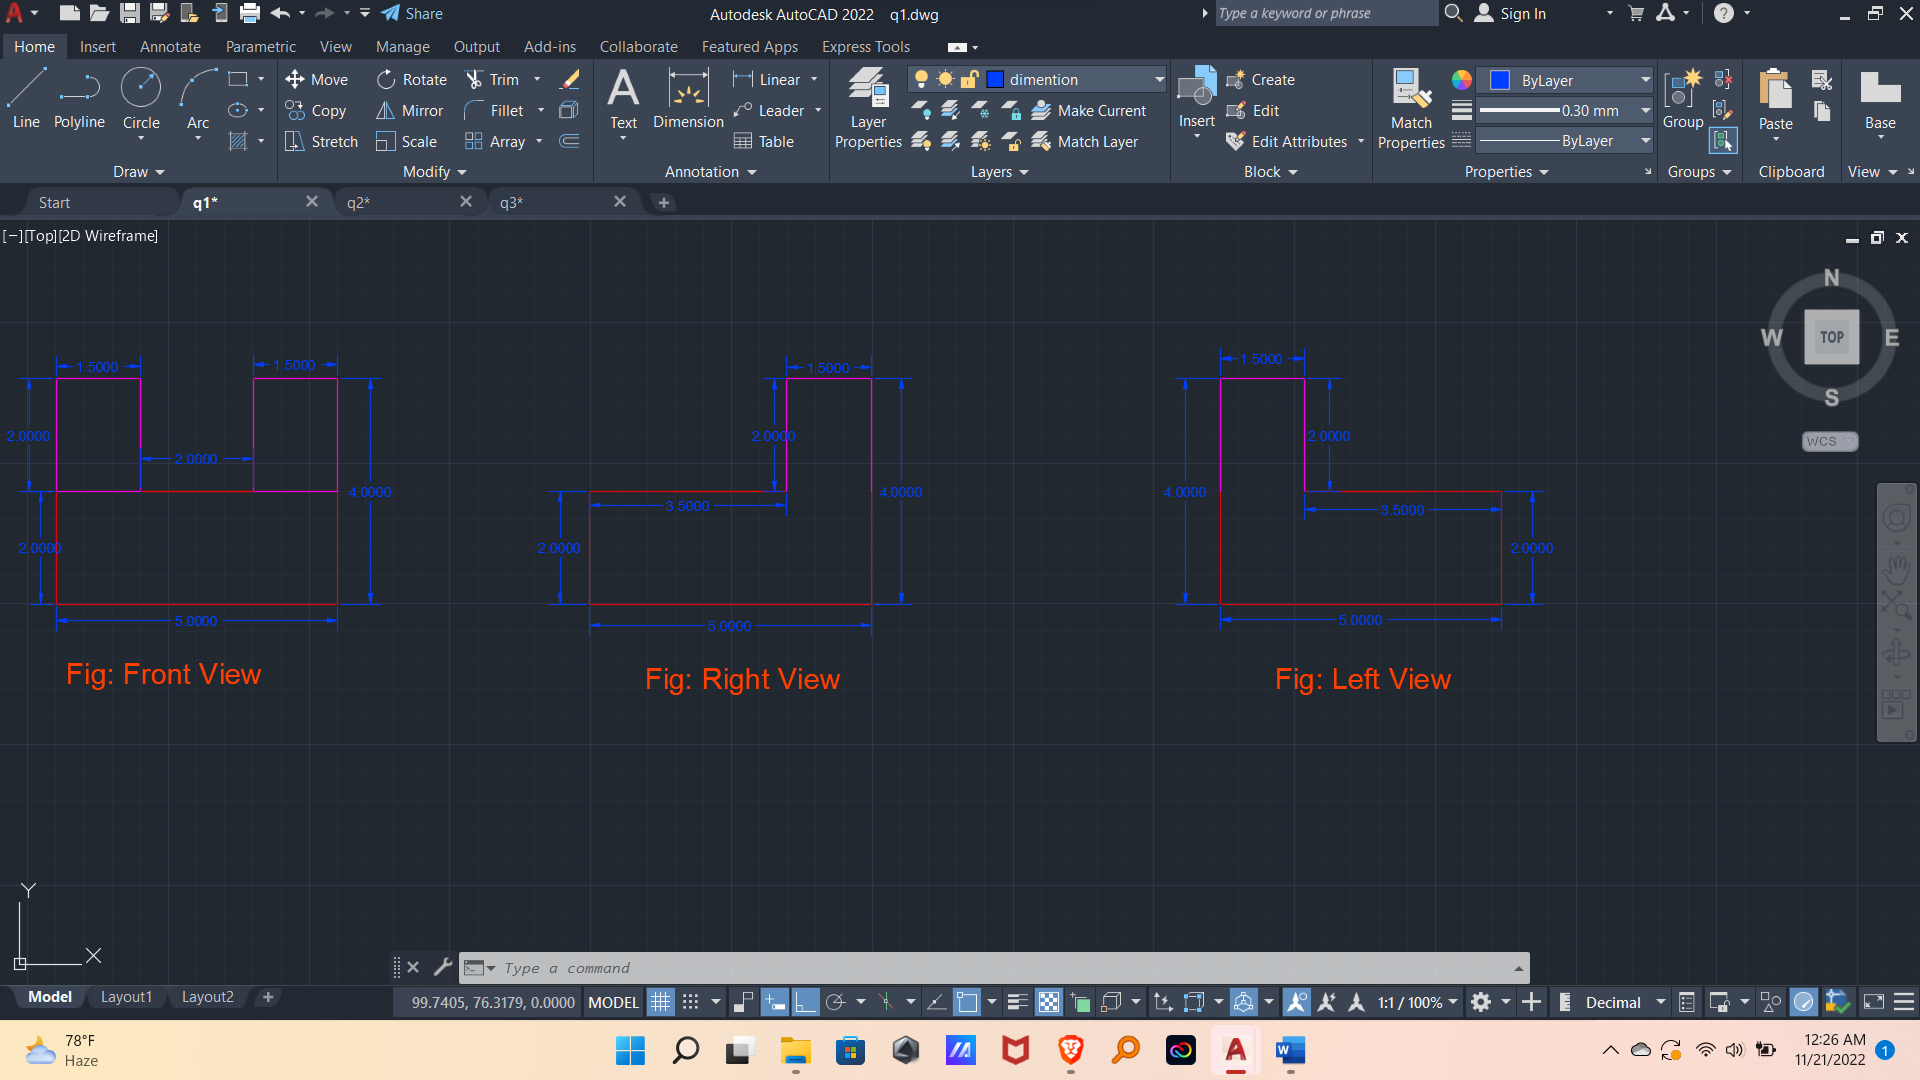 Share
Autodesk AutoCAD 2022 q1.dwg
Type a keyword or phrase
Sign In
Home Insert Annotate Parametric View Manage Output Add-ins Collaborate Featured Apps Express Tools
Line Polyline Circle Arc
Move Rotate Trim
Copy Mirror Fillet
Stretch Scale Array
Text Dimension
Linear
Leader
Table
Layer Properties
dimention
Make Current
Match Layer
Insert
Create
Edit
Edit Attributes
Match Properties
ByLayer
0.30 mm
ByLayer
Group
Paste
Base
Draw Modify Annotation Layers Block Properties Groups Clipboard View
Start q1* q2* q3*
[−][Top][2D Wireframe]
N
W TOP E
S
WCS
1.5000 1.5000
2.0000
2.0000
4.0000
2.0000
5.0000
Fig: Front View
1.5000
2.0000
4.0000
3.5000
2.0000
5.0000
Fig: Right View
1.5000
2.0000
4.0000
3.5000
2.0000
5.0000
Fig: Left View
Y
X
Type a command
Model Layout1 Layout2
99.7405, 76.3179, 0.0000 MODEL
1:1 / 100%
Decimal
78°F
Haze
12:26 AM
11/21/2022
1